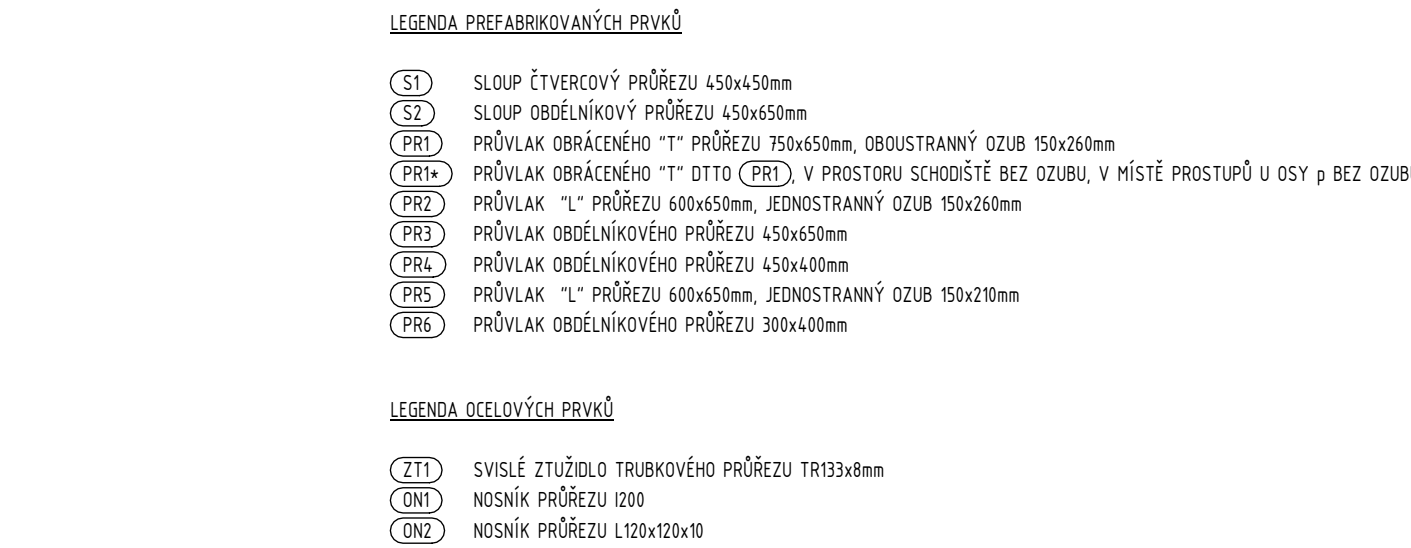 LEGENDA PREFABRIKOVANÝCH PRVKŮ
S1 SLOUP ČTVERCOVÝ PRŮŘEZU 450x450mm
S2 SLOUP OBDÉLNÍKOVÝ PRŮŘEZU 450x650mm
PR1 PRŮVLAK OBRÁCENÉHO "T" PRŮŘEZU 750x650mm, OBOUSTRANNÝ OZUB 150x260mm
PR1* PRŮVLAK OBRÁCENÉHO "T" DTTO PR1, V PROSTORU SCHODIŠTĚ BEZ OZUBU, V MÍSTĚ PROSTUPŮ U OSY p BEZ
PR2 PRŮVLAK "L" PRŮŘEZU 600x650mm, JEDNOSTRANNÝ OZUB 150x260mm
PR3 PRŮVLAK OBDÉLNÍKOVÉHO PRŮŘEZU 450x650mm
PR4 PRŮVLAK OBDÉLNÍKOVÉHO PRŮŘEZU 450x400mm
PR5 PRŮVLAK "L" PRŮŘEZU 600x650mm, JEDNOSTRANNÝ OZUB 150x210mm
PR6 PRŮVLAK OBDÉLNÍKOVÉHO PRŮŘEZU 300x400mm
LEGENDA OCELOVÝCH PRVKŮ
ZT1 SVISLÉ ZTUŽIDLO TRUBKOVÉHO PRŮŘEZU TR133x8mm
ON1 NOSNÍK PRŮŘEZU I200
ON2 NOSNÍK PRŮŘEZU L120x120x10